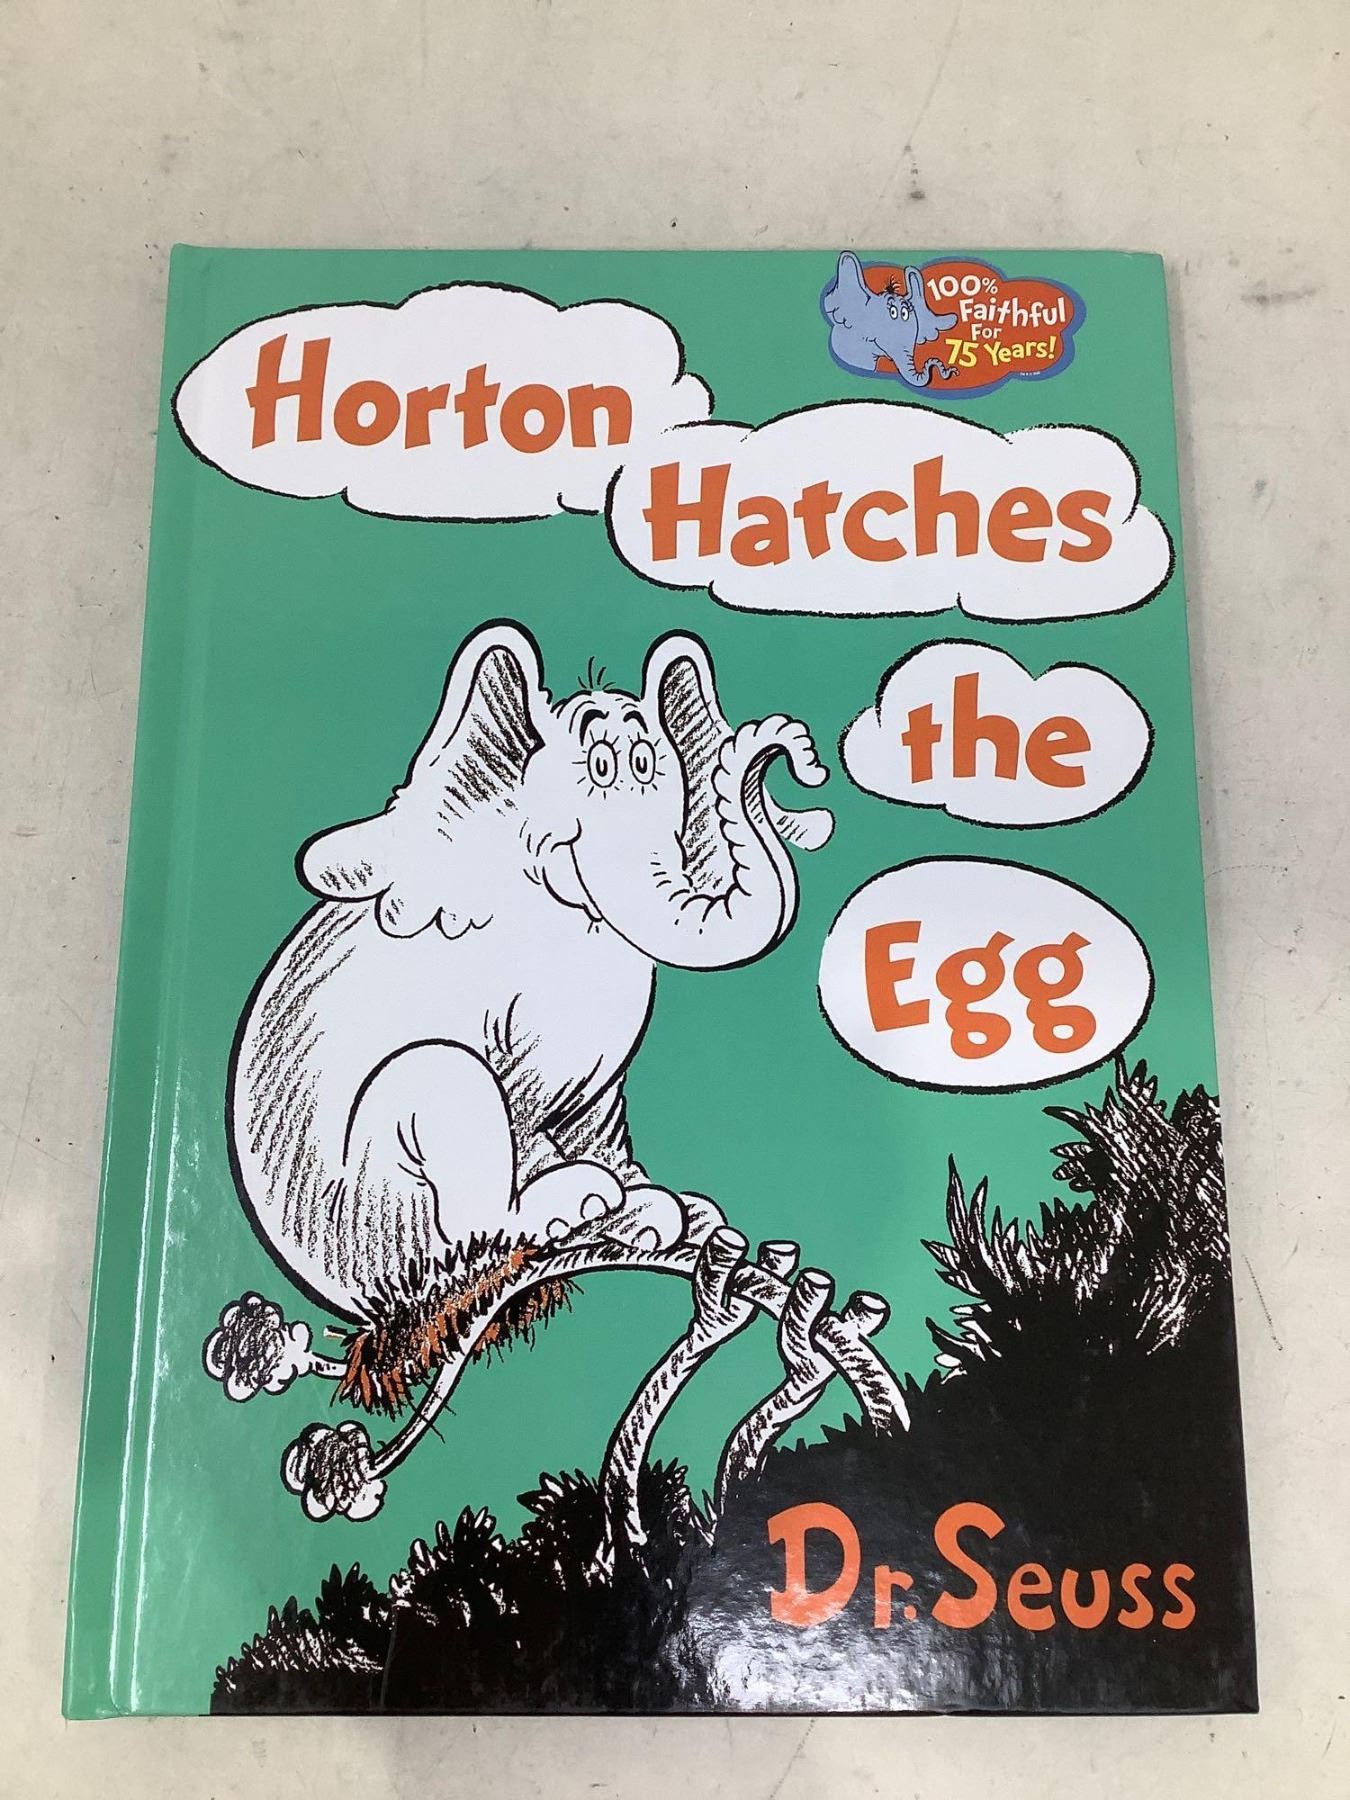 100%
Faithful
For
75 Years!
Horton
Hatches
the
Egg
Dr. Seuss